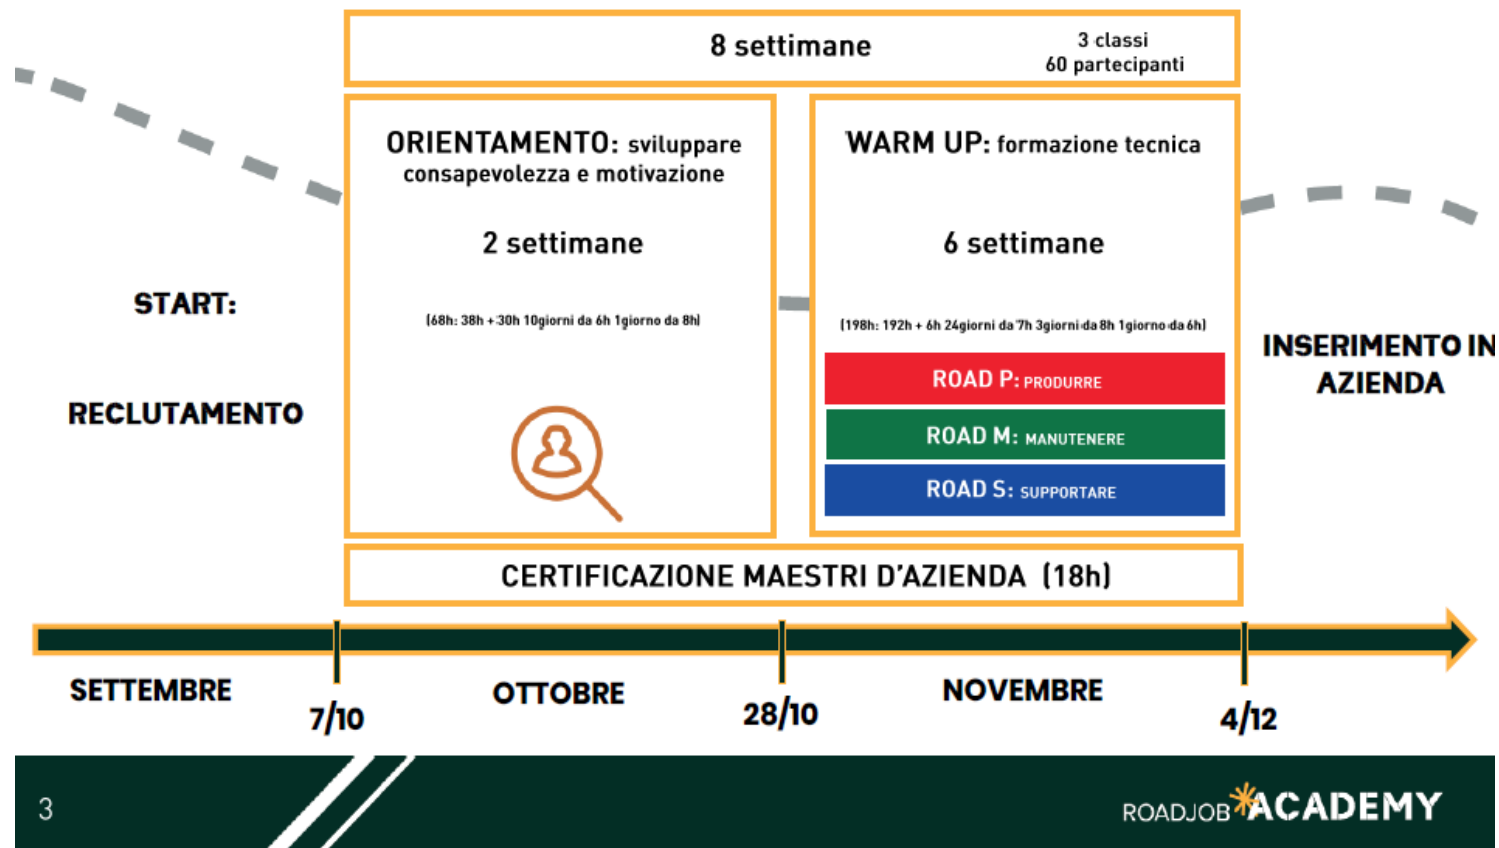 8 settimane
3 classi
60 partecipanti
ORIENTAMENTO: sviluppare
consapevolezza e motivazione
2 settimane
(68h: 38h + 30h 10giorni da 6h 1giorno da 8h)
WARM UP: formazione tecnica
6 settimane
(198h: 192h + 6h 24giorni da 7h 3giorni da 8h 1giorno da 6h)
ROAD P: PRODURRE
ROAD M: MANUTENERE
ROAD S: SUPPORTARE
START:
RECLUTAMENTO
INSERIMENTO IN
AZIENDA
CERTIFICAZIONE MAESTRI D'AZIENDA (18h)
SETTEMBRE
7/10
OTTOBRE
28/10
NOVEMBRE
4/12
3
ROADJOB ACADEMY